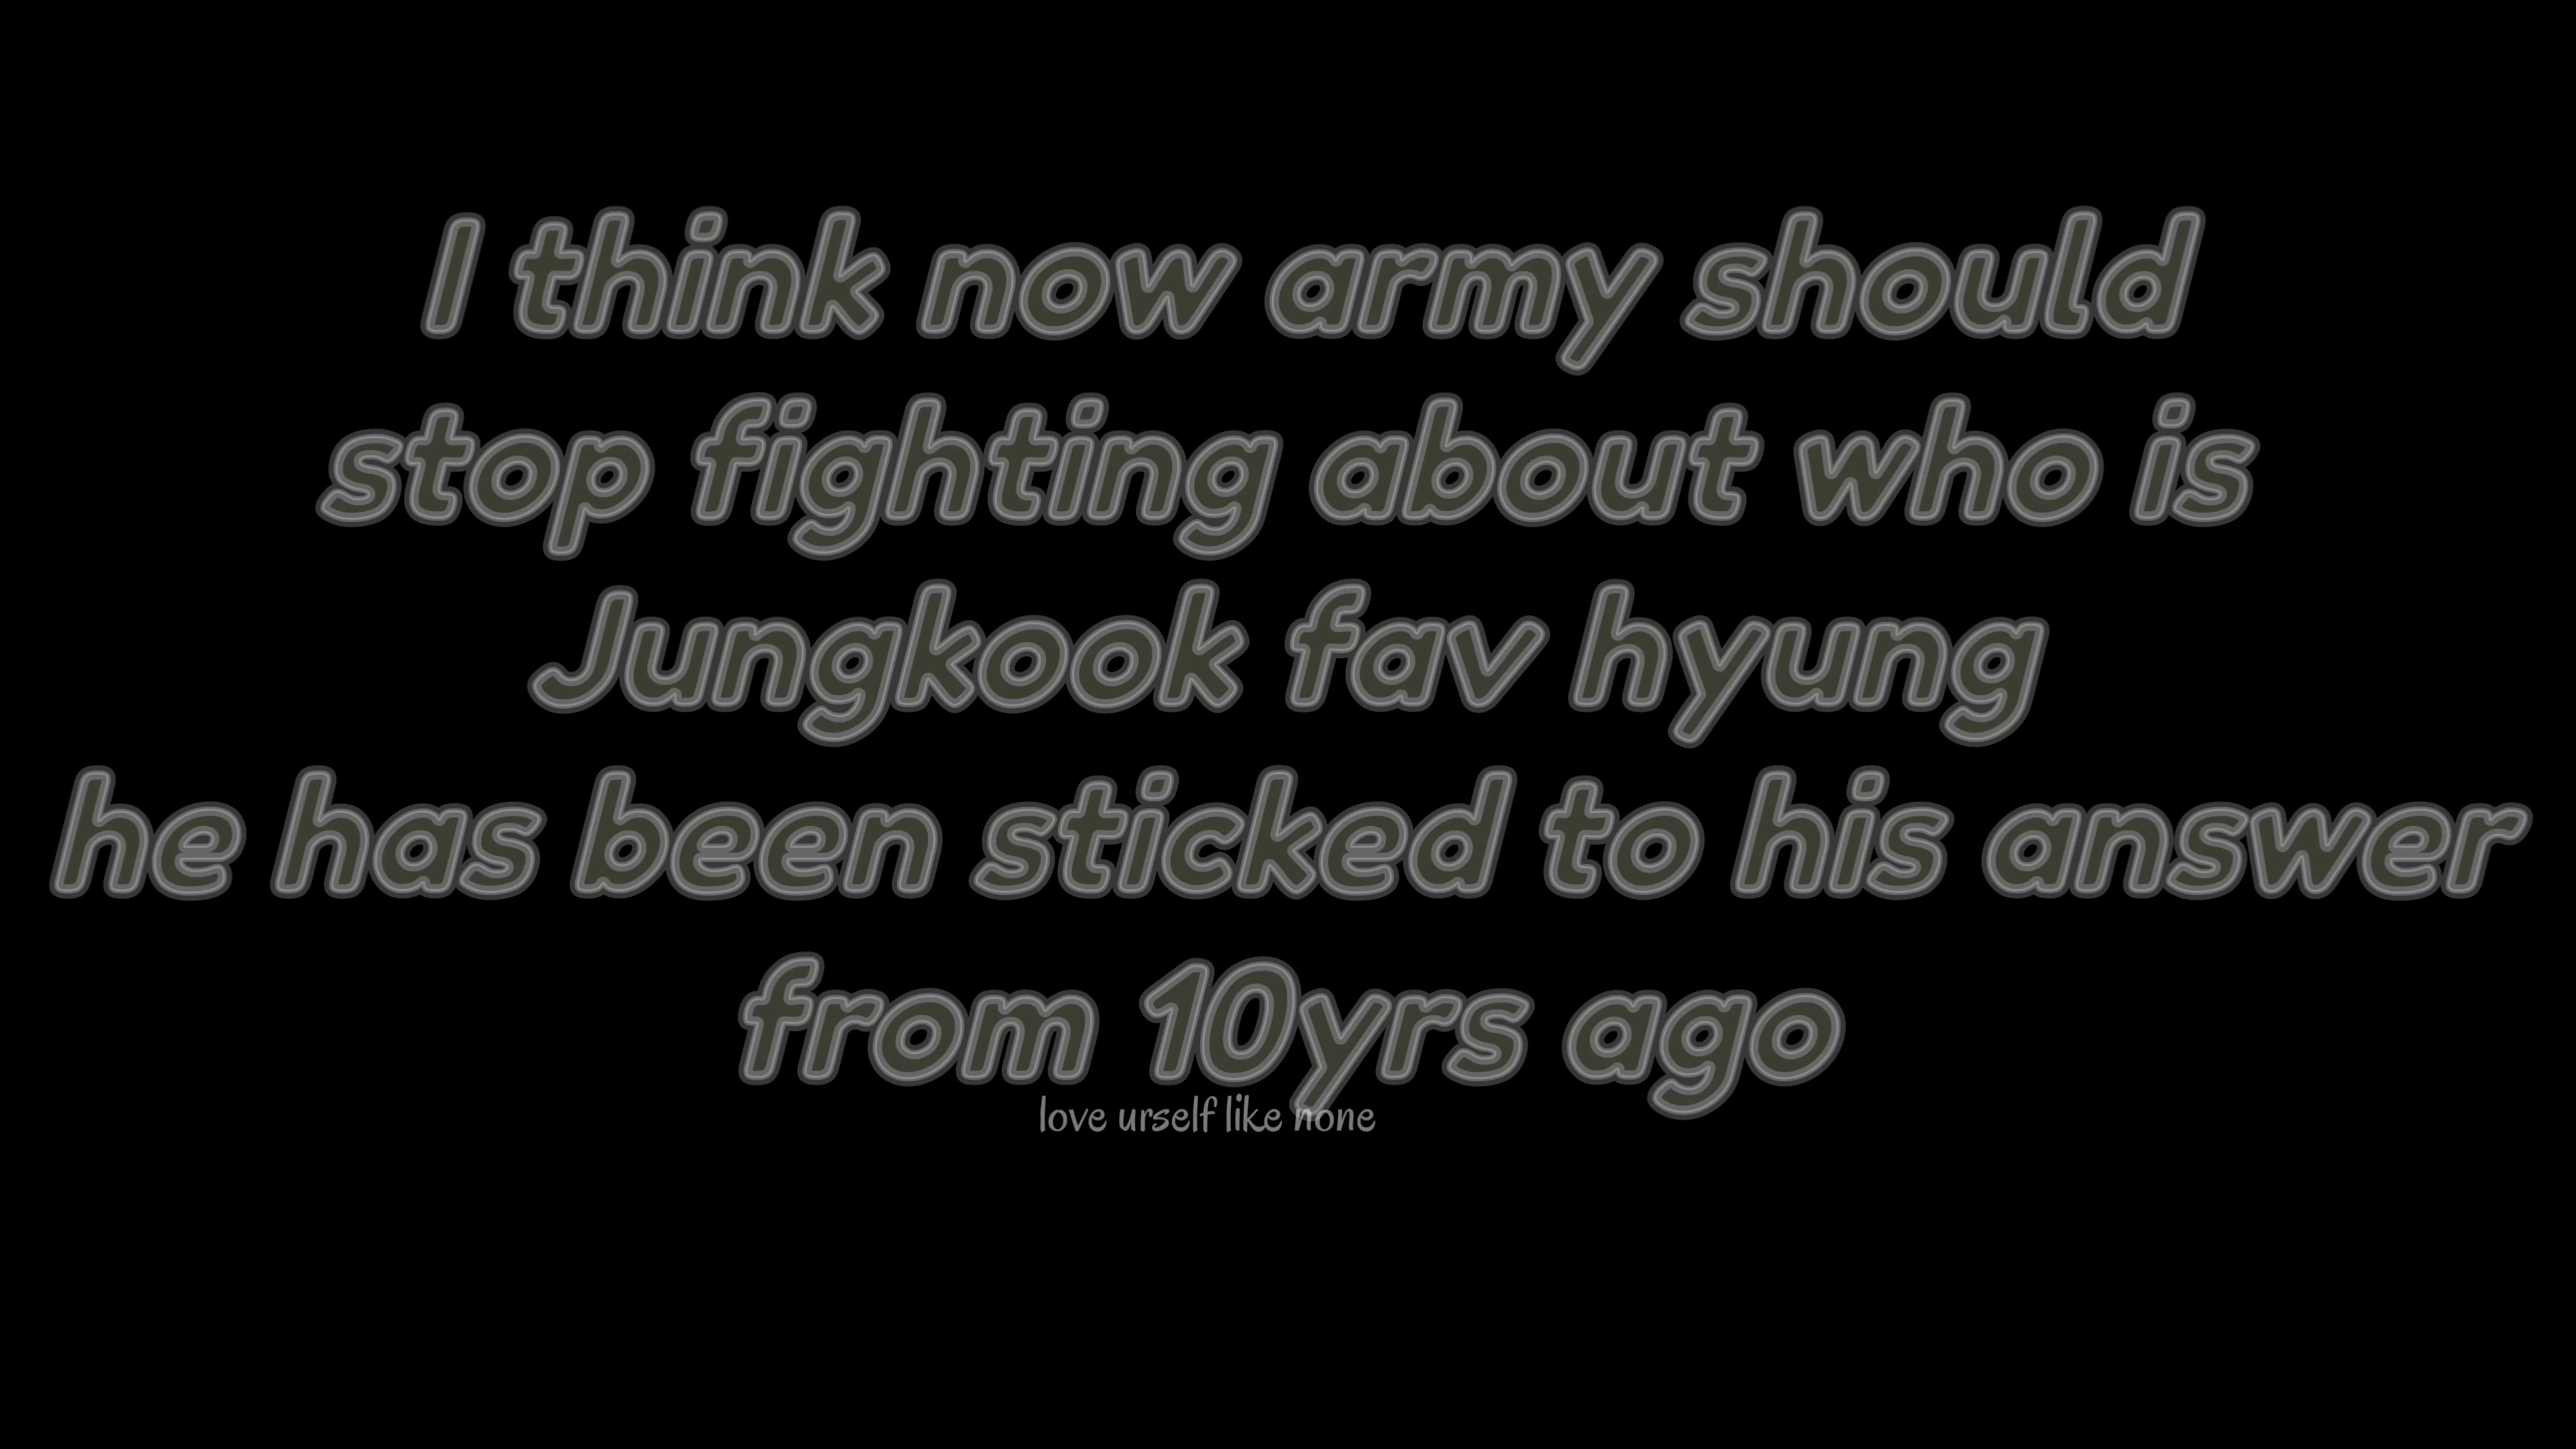 I think now army should
stop fighting about who is
Jungkook fav hyung
he has been sticked to his answer
from 10yrs ago
love urself like none